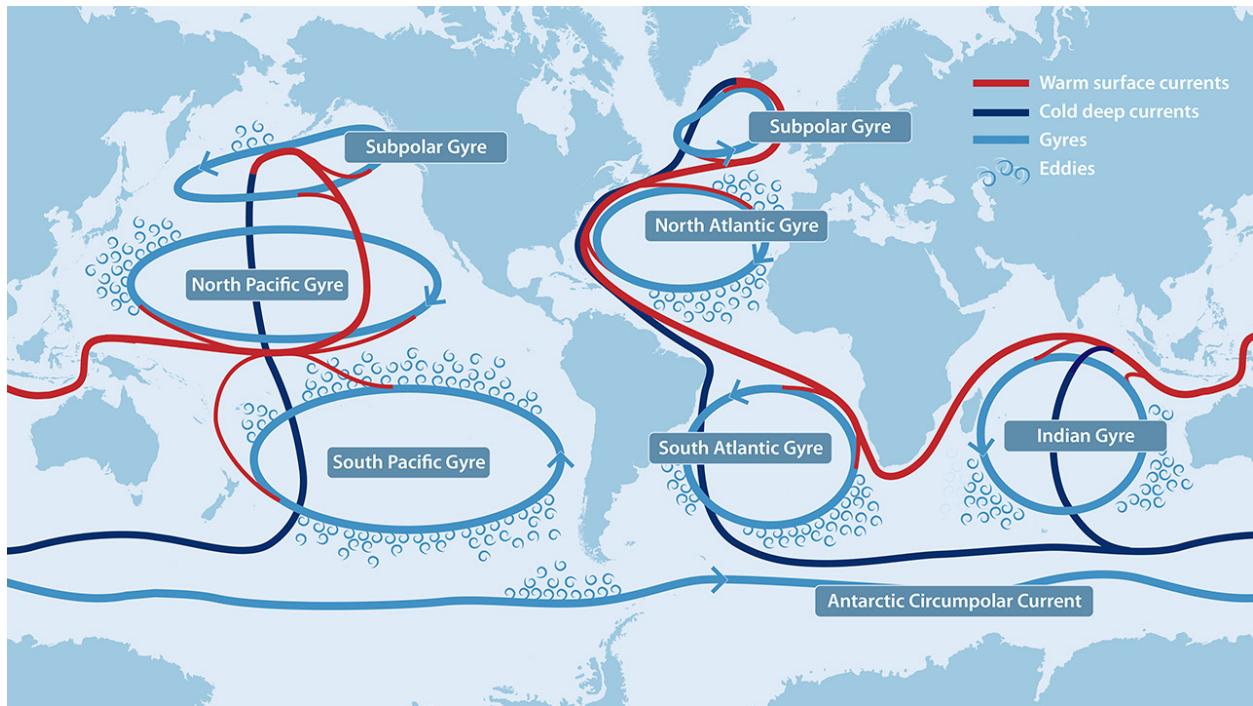 Warm surface currents
Cold deep currents
Gyres
Eddies
Subpolar Gyre
Subpolar Gyre
North Atlantic Gyre
North Pacific Gyre
South Pacific Gyre
South Atlantic Gyre
Indian Gyre
Antarctic Circumpolar Current